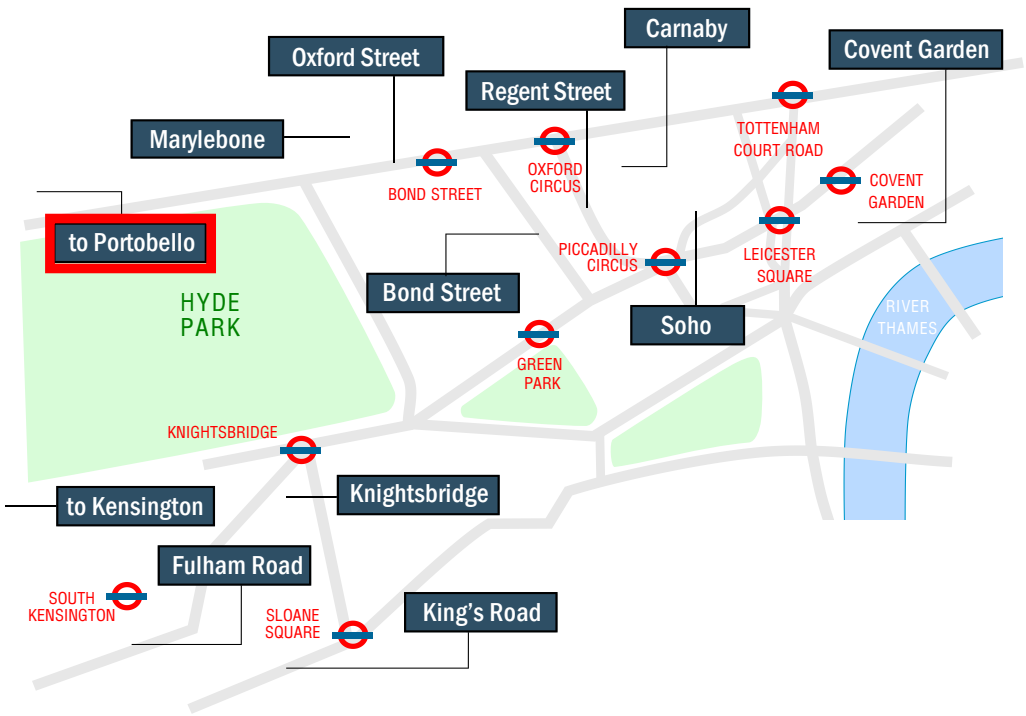 Carnaby
Oxford Street
Covent Garden
Regent Street
Marylebone
TOTTENHAM
COURT ROAD
OXFORD
CIRCUS
BOND STREET
COVENT
GARDEN
to Portobello
PICCADILLY
CIRCUS
LEICESTER
SQUARE
HYDE
PARK
Bond Street
Soho
RIVER
THAMES
GREEN
PARK
KNIGHTSBRIDGE
to Kensington
Knightsbridge
Fulham Road
SOUTH
KENSINGTON
SLOANE
SQUARE
King's Road